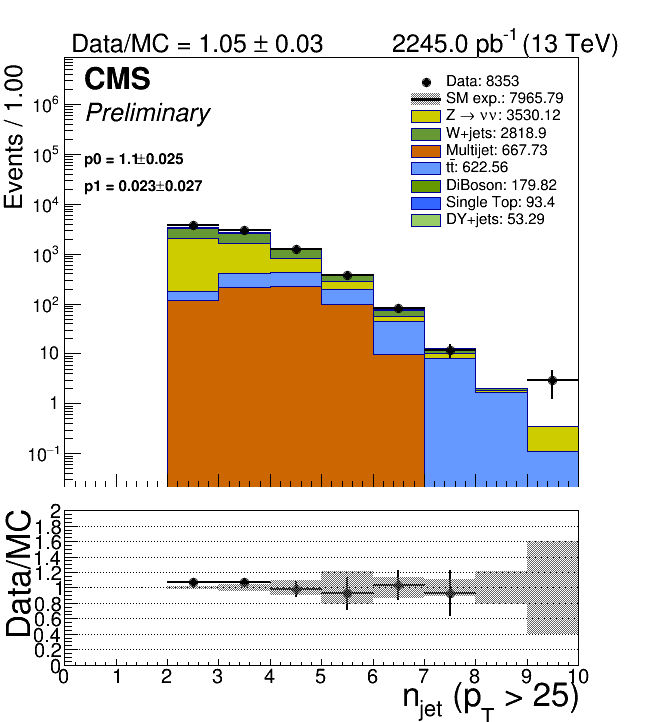 Data/MC = 1.05 ± 0.03 2245.0 pb⁻¹ (13 TeV)
CMS
Preliminary
p0 = 1.1±0.025
p1 = 0.023±0.027
Data: 8353
SM exp.: 7965.79
Z → νν: 3530.12
W+jets: 2818.9
Multijet: 667.73
tt̄: 622.56
DiBoson: 179.82
Single Top: 93.4
DY+jets: 53.29
Events / 1.00
10⁶
10⁵
10⁴
10³
10²
10
1
10⁻¹
Data/MC
2
1.8
1.6
1.4
1.2
1
0.8
0.6
0.4
0.2
0
0 1 2 3 4 5 6 7 8 9 10
n_jet (p_T > 25)